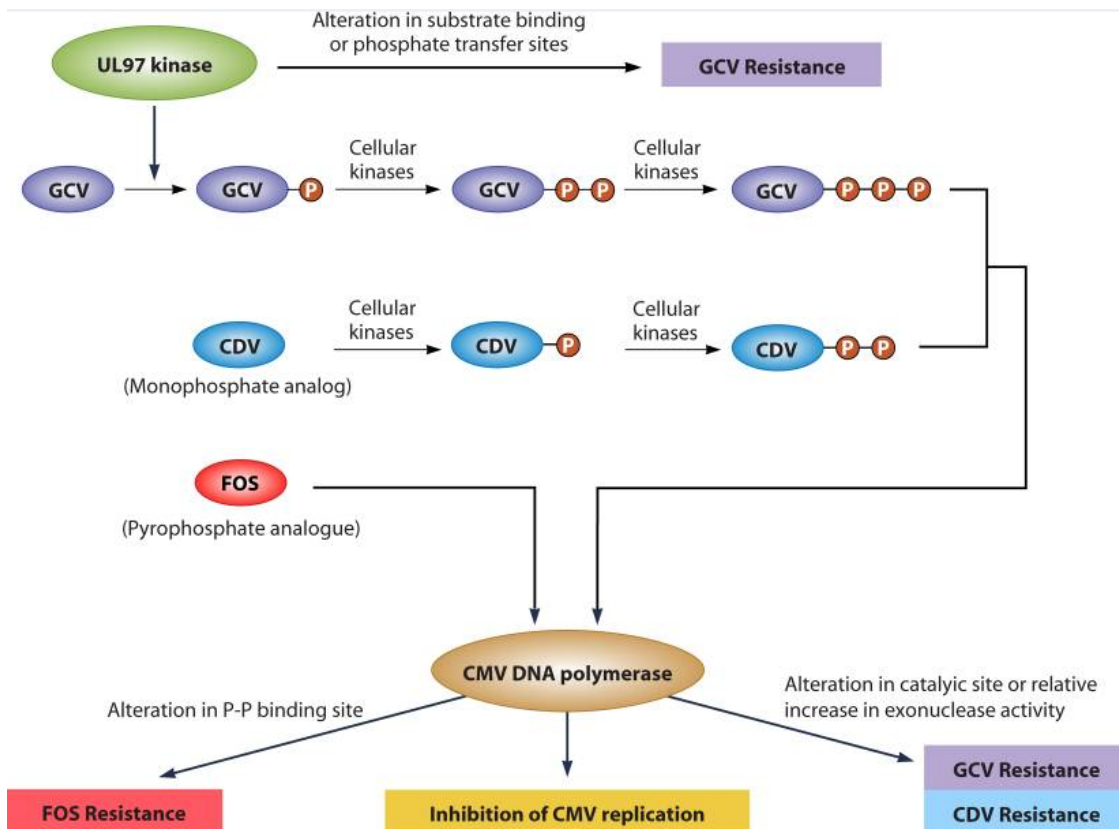 Alteration in substrate binding
or phosphate transfer sites
UL97 kinase
GCV Resistance
Cellular
kinases
Cellular
kinases
GCV
GCV P
GCV P P
GCV P P P
Cellular
kinases
Cellular
kinases
CDV
CDV P
CDV P P
(Monophosphate analog)
FOS
(Pyrophosphate analogue)
CMV DNA polymerase
Alteration in P-P binding site
Alteration in catalyic site or relative
increase in exonuclease activity
GCV Resistance
FOS Resistance
Inhibition of CMV replication
CDV Resistance